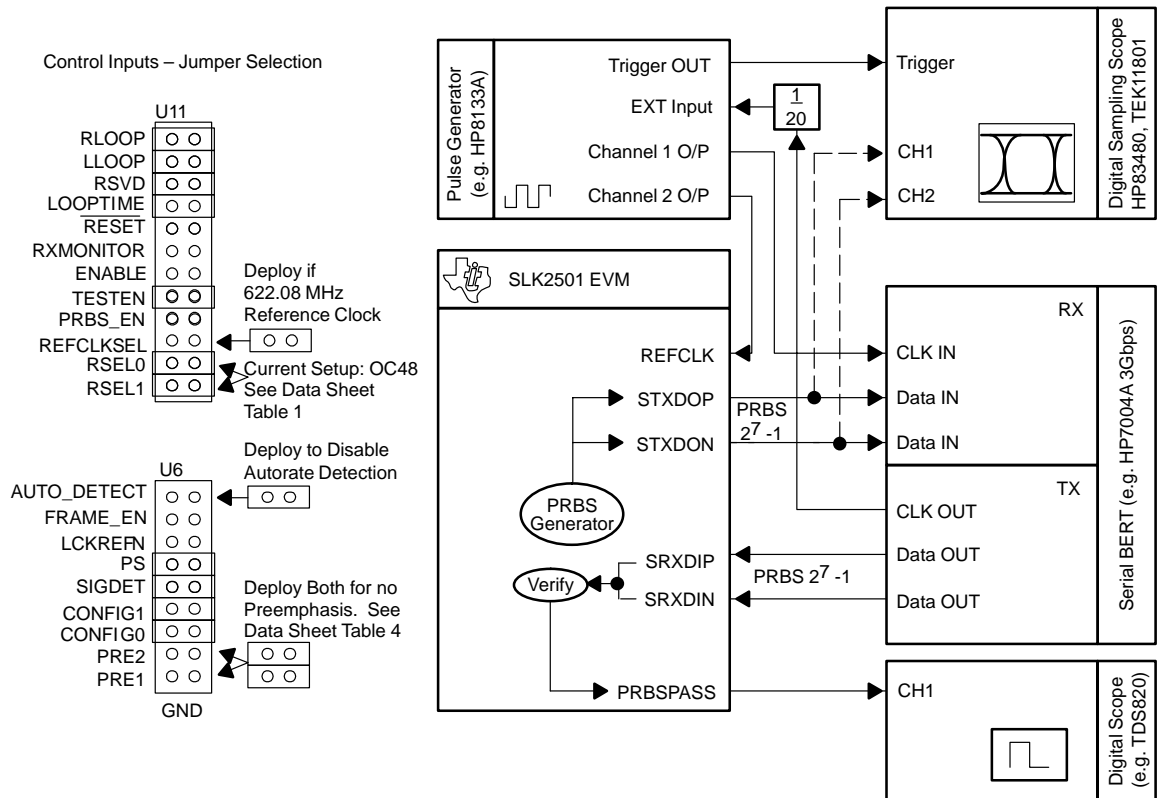 Control Inputs – Jumper Selection
U11
RLOOP
LLOOP
RSVD
LOOPTIME
RESET
RXMONITOR
ENABLE
TESTEN
PRBS_EN
REFCLKSEL
RSEL0
RSEL1
Deploy if
622.08 MHz
Reference Clock
Current Setup: OC48
See Data Sheet
Table 1
U6
AUTO_DETECT
FRAME_EN
LCKREFN
PS
SIGDET
CONFIG1
CONFIG0
PRE2
PRE1
GND
Deploy to Disable
Autorate Detection
Deploy Both for no
Preemphasis. See
Data Sheet Table 4
Pulse Generator
(e.g. HP8133A)
Trigger OUT
EXT Input
Channel 1 O/P
Channel 2 O/P
1
20
SLK2501 EVM
REFCLK
STXDOP
STXDON
PRBS
Generator
SRXDIP
SRXDIN
Verify
PRBSPASS
PRBS
2^7 -1
PRBS 2^7 -1
Trigger
CH1
CH2
Digital Sampling Scope
HP83480, TEK11801
RX
CLK IN
Data IN
Data IN
TX
CLK OUT
Data OUT
Data OUT
Serial BERT (e.g. HP7004A 3Gbps)
CH1
Digital Scope
(e.g. TDS820)